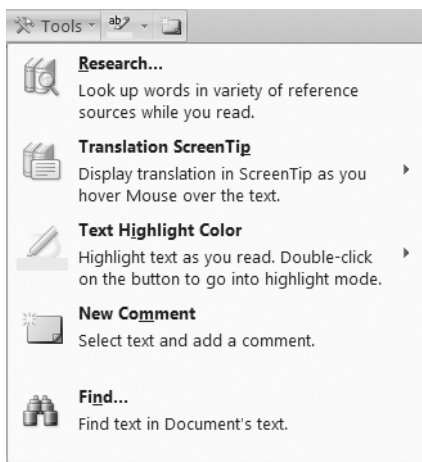 Tools
Research...
Look up words in variety of reference
sources while you read.
Translation ScreenTip
Display translation in ScreenTip as you
hover Mouse over the text.
Text Highlight Color
Highlight text as you read. Double-click
on the button to go into highlight mode.
New Comment
Select text and add a comment.
Find...
Find text in Document's text.